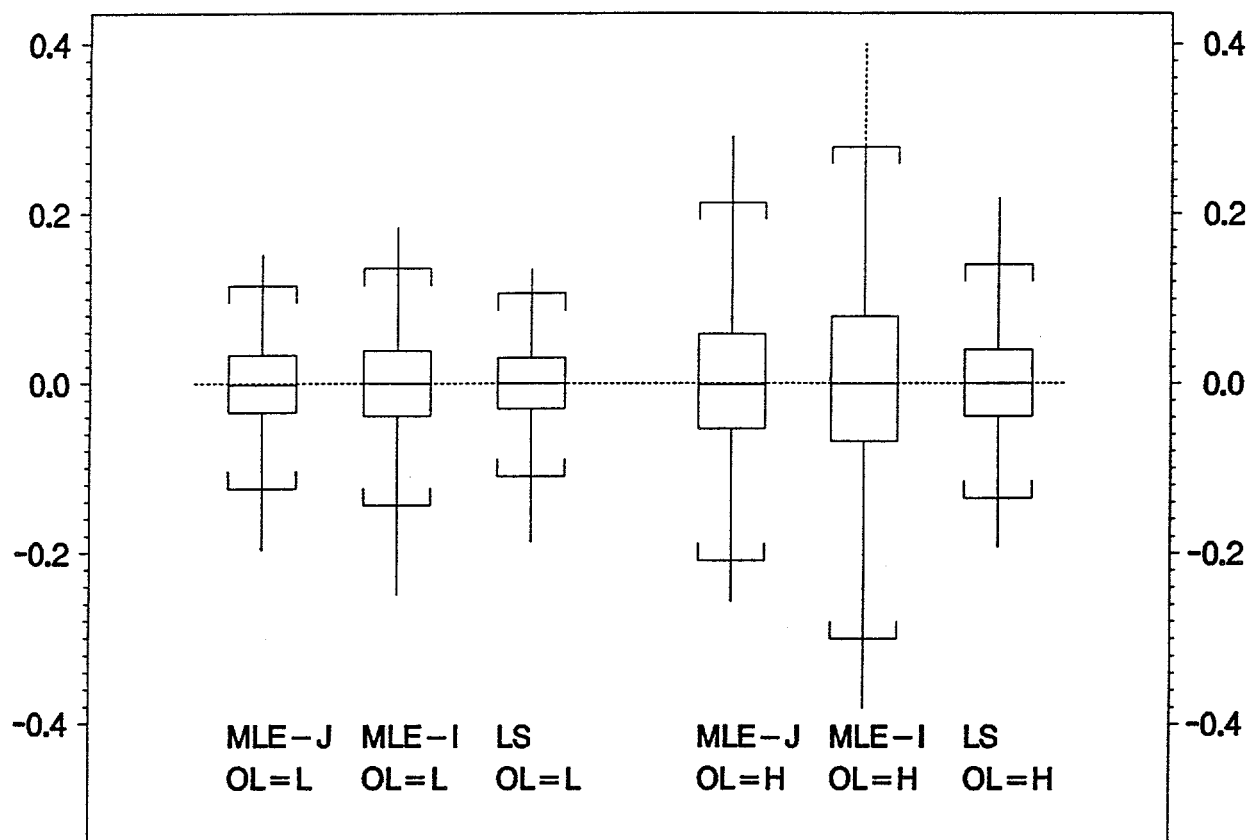 0.4 0.4
0.2 0.2
0.0 0.0
-0.2 -0.2
-0.4 -0.4
MLE-J MLE-I LS MLE-J MLE-I LS
OL=L OL=L OL=L OL=H OL=H OL=H